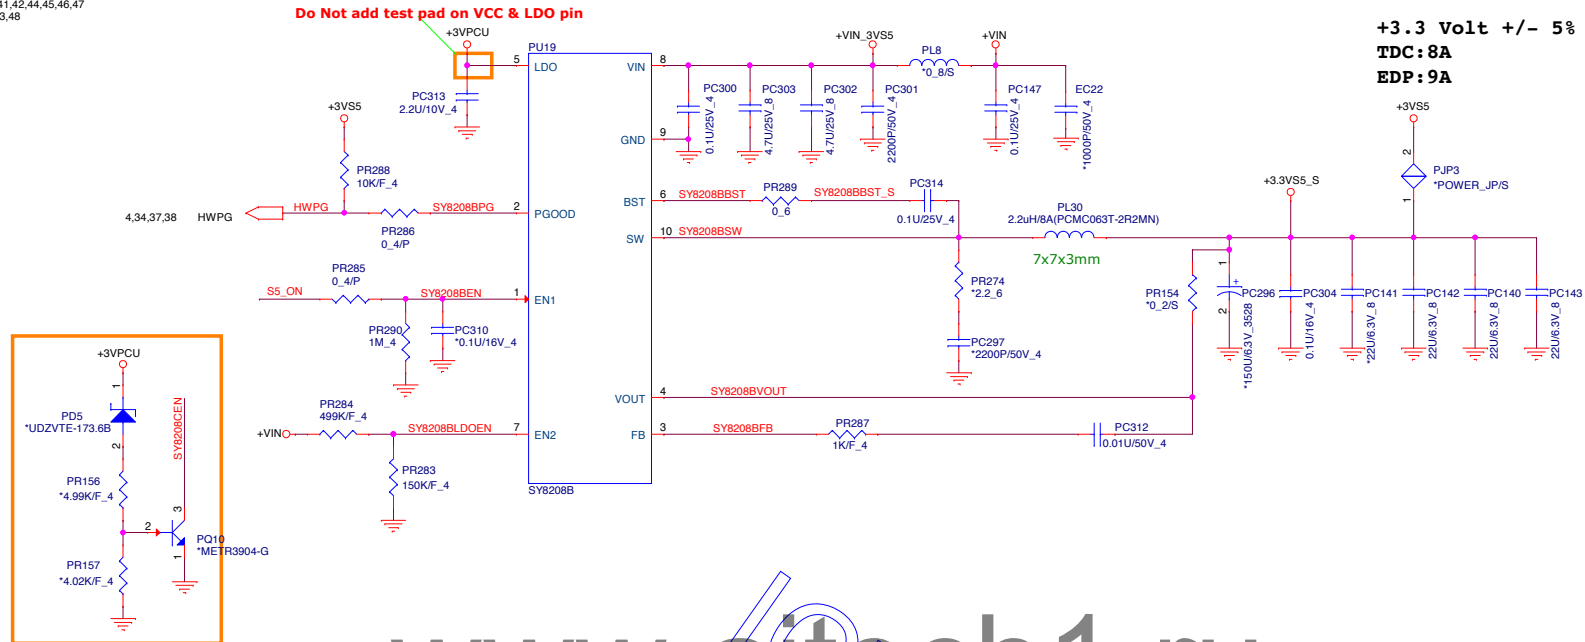 41,42,44,45,46,47
3,48
Do Not add test pad on VCC & LDO pin
+3.3 Volt +/- 5%
TDC:8A
EDP:9A
+3VPCU
5
PU19
LDO
PC313
2.2U/10V_4
+3VS5
PR288
10K/F_4
4,34,37,38
HWPG
HWPG
PR286
0_4/P
SY8208BPG
2
PGOOD
PR285
0_4/P
S5_ON
SY8208BEN
1
EN1
PR290
1M_4
PC310
*0.1U/16V_4
PR284
499K/F_4
+VIN
SY8208BLDOEN
7
EN2
PR283
150K/F_4
SY8208B
VIN
8
GND
9
BST
6
SY8208BBST
PR289
0_6
SY8208BBST_S
PC314
0.1U/25V_4
SW
10
SY8208BSW
PL30
2.2uH/8A(PCMC063T-2R2MN)
7x7x3mm
PR274
*2.2_6
PC297
*2200P/50V_4
VOUT
4
SY8208BVOUT
FB
3
SY8208BFB
PR287
1K/F_4
PC312
0.01U/50V_4
+VIN_3VS5
PL8
*0_8/S
+VIN
PC300
0.1U/25V_4
PC303
4.7U/25V_8
PC302
4.7U/25V_8
PC301
2200P/50V_4
PC147
0.1U/25V_4
EC22
*1000P/50V_4
+3VS5
2
PJP3
*POWER_JP/S
1
+3.3VS5_S
PR154
*0_2/S
1
+
PC296
2
*150U/6.3V_3528
PC304
0.1U/16V_4
PC141
*22U/6.3V_8
PC142
22U/6.3V_8
PC140
22U/6.3V_8
PC143
22U/6.3V_8
+3VPCU
1
PD5
*UDZVTE-173.6B
2
PR156
*4.99K/F_4
SY8208CEN
3
2
PQ10
*METR3904-G
1
PR157
*4.02K/F_4